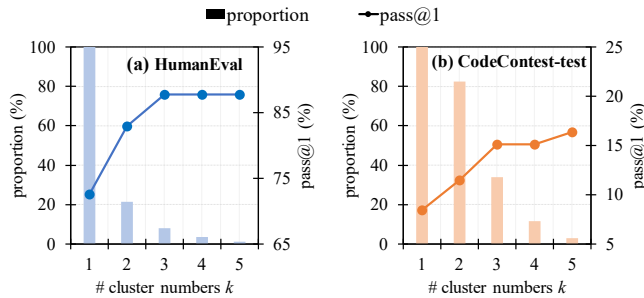 proportion pass@1
(a) HumanEval
proportion (%)
100
80
60
40
20
0
95
85
75
65
pass@1 (%)
1 2 3 4 5
# cluster numbers k
(b) CodeContest-test
proportion (%)
100
80
60
40
20
0
25
20
15
10
5
pass@1 (%)
1 2 3 4 5
# cluster numbers k